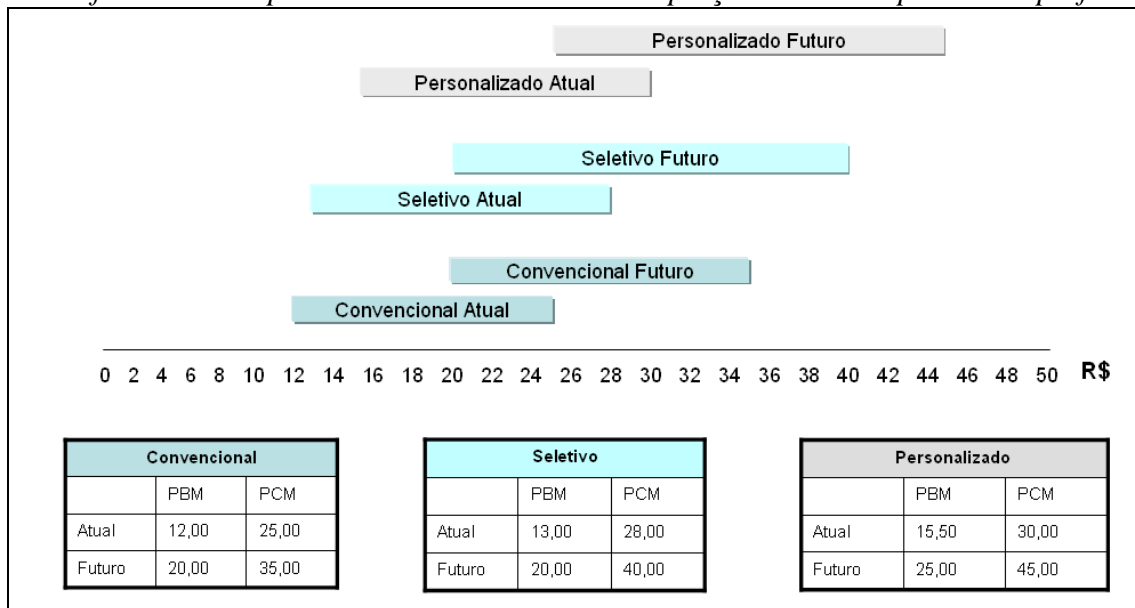 Personalizado Futuro
Personalizado Atual
Seletivo Futuro
Seletivo Atual
Convencional Futuro
Convencional Atual
0 2 4 6 8 10 12 14 16 18 20 22 24 26 28 30 32 34 36 38 40 42 44 46 48 50 R$
Convencional
PBM PCM
Atual 12,00 25,00
Futuro 20,00 35,00
Seletivo
PBM PCM
Atual 13,00 28,00
Futuro 20,00 40,00
Personalizado
PBM PCM
Atual 15,50 30,00
Futuro 25,00 45,00